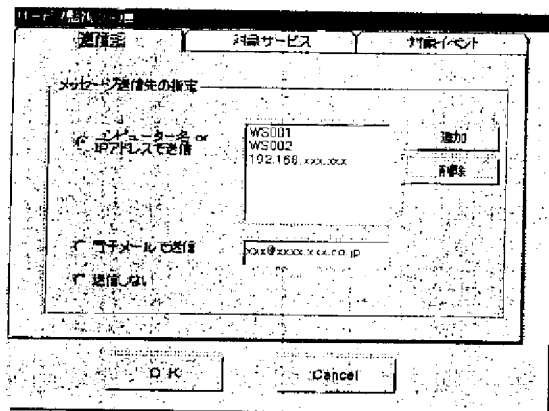 送信先 対象サービス 対象イベント
メッセージ送信先の指定
コンピューター名 or
IPアドレスで送信
WS001
WS002
192.168.xxx.xxx
追加
削除
電子メールで送信
xxx@xxxx.xxx.co.jp
送信しない
OK Cancel